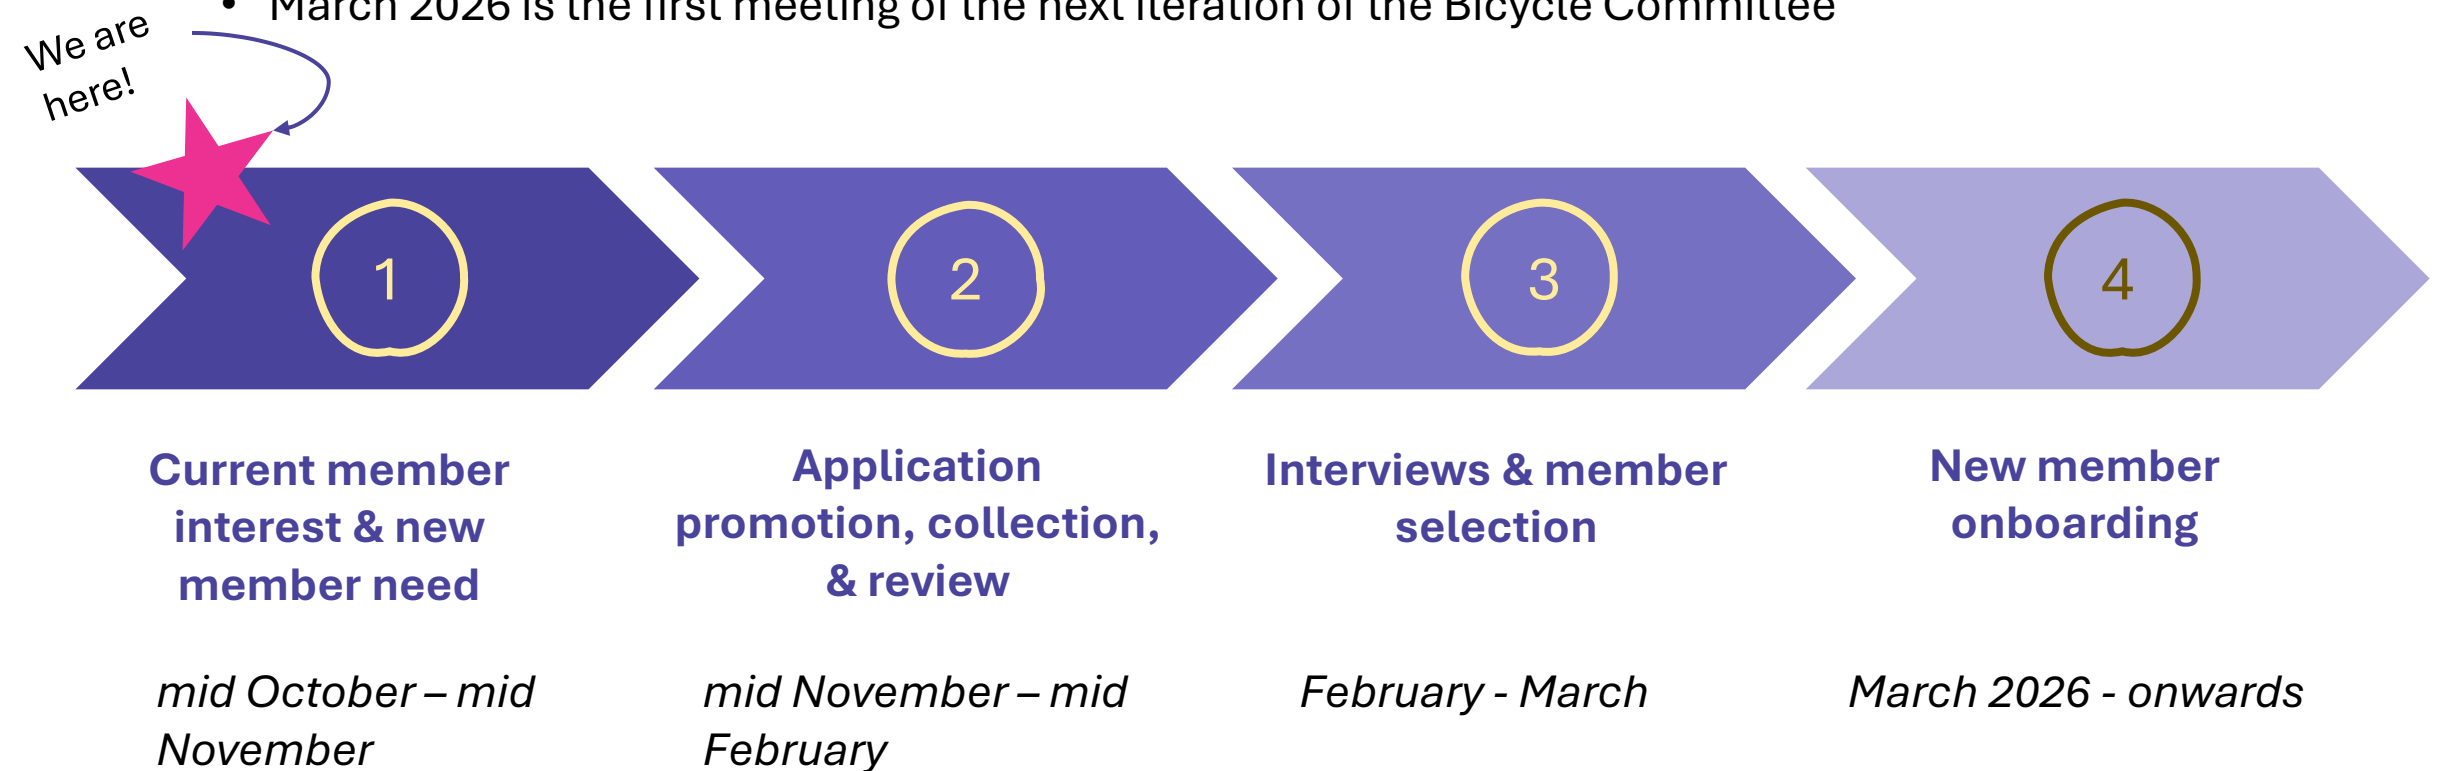 • March 2026 is the first meeting of the next iteration of the Bicycle Committee
We are
here!
1
2
3
4
Current member
interest & new
member need
Application
promotion, collection,
& review
Interviews & member
selection
New member
onboarding
mid October – mid
November
mid November – mid
February
February - March
March 2026 - onwards